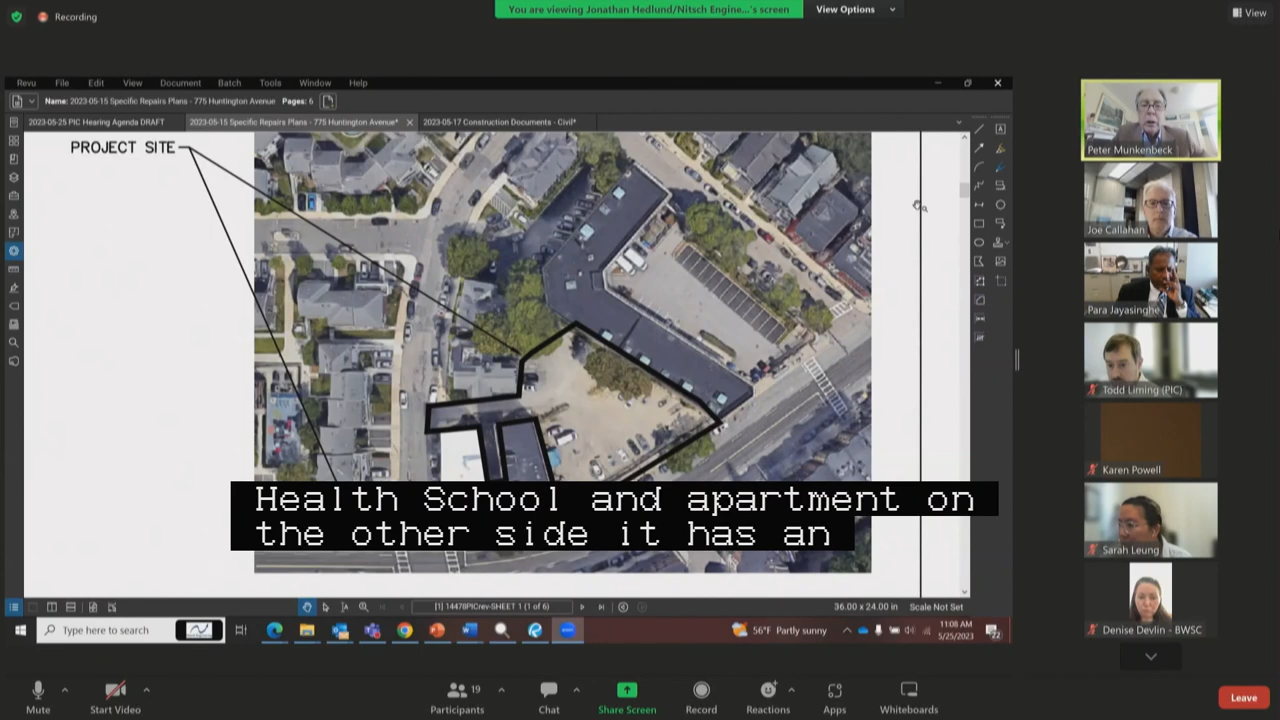 Recording
You are viewing Jonathan Hedlund/Nitsch Engine...'s screen
View Options
View
Revu File Edit View Tools Document Batch Tools Window Help
Name: 2023-05-15 Specific Repairs Plans - 775 Huntington Avenue Pages: 6
2023-05-25 PIC Hearing Agenda DRAFT
2023-05-15 Specific Repairs Plans - 775 Huntington Avenue*
2023-05-17 Construction Documents - Civil*
PROJECT SITE
Health School and apartment on
the other side it has an
[1] 14478PICrev-SHEET 1 (1 of 6)
36.00 x 24.00 in
Scale Not Set
Type here to search
56°F Partly sunny
11:08 AM
5/25/2023
22
Peter Munkenbeck
Joe Callahan
Para Jayasinghe
Todd Liming (PIC)
Karen Powell
Sarah Leung
Denise Devlin - BWSC
Mute
Start Video
Participants
19
Chat
Share Screen
Record
Reactions
Apps
Whiteboards
Leave